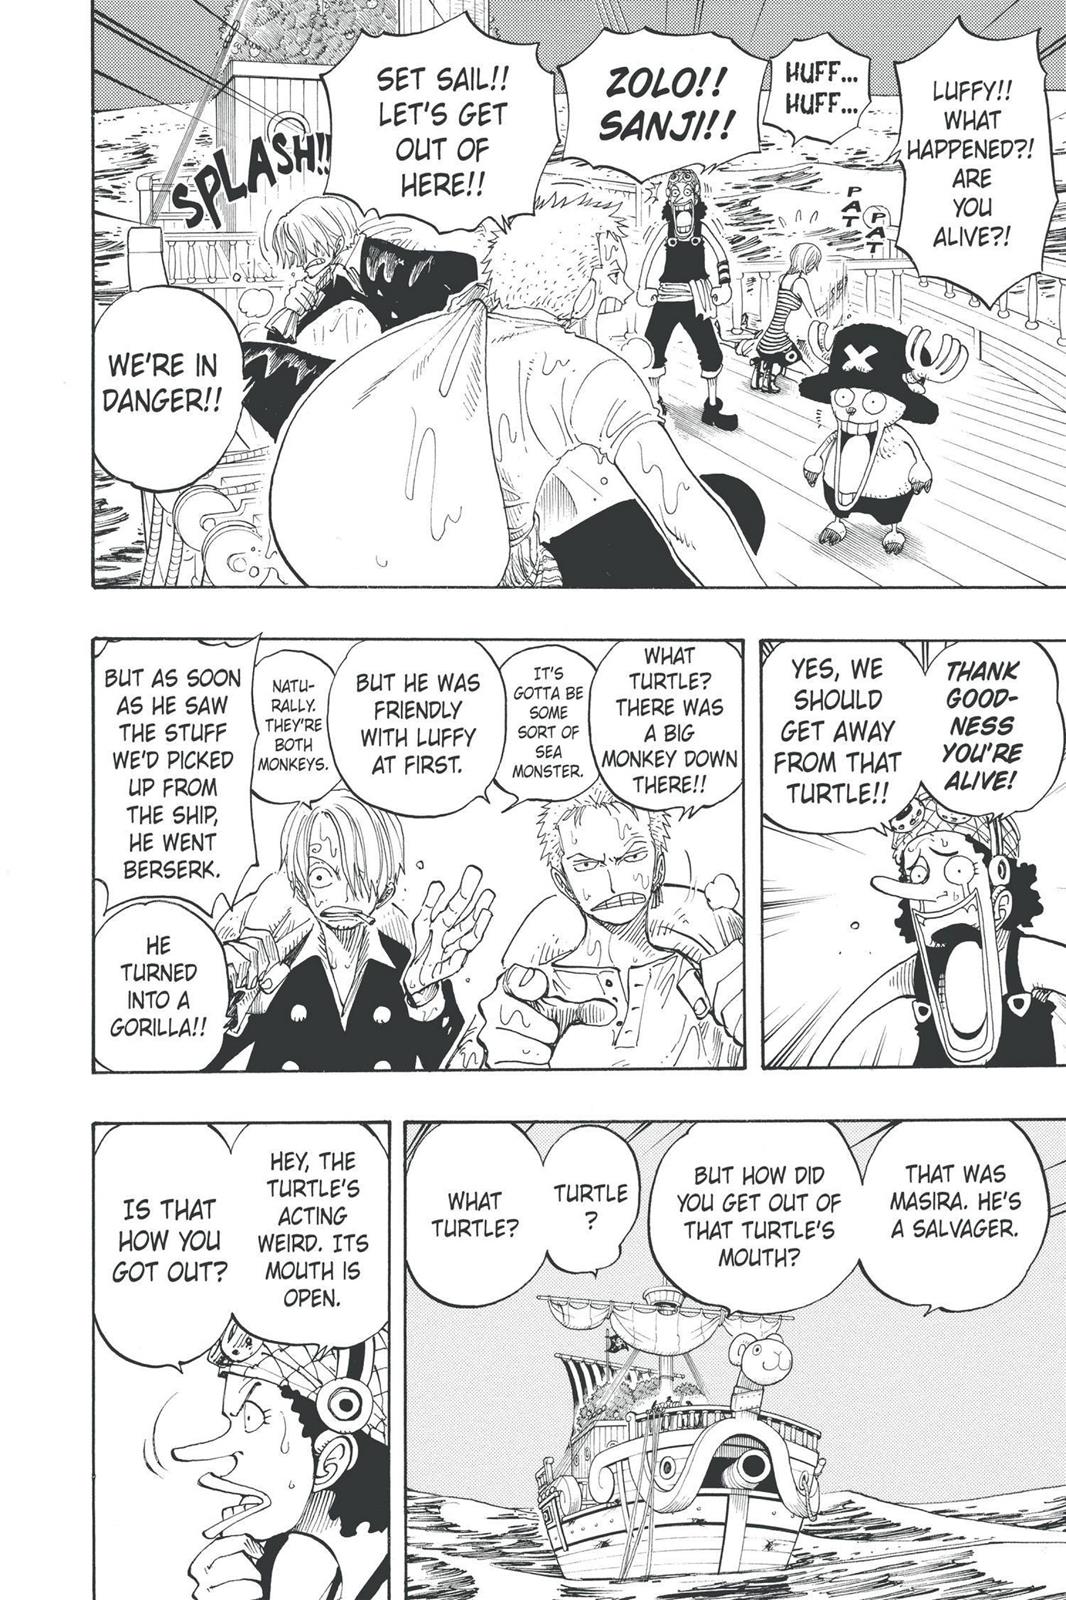 LUFFY!!
WHAT
HAPPENED?!
ARE
YOU
ALIVE?!
PAT
PAT
HUFF...
HUFF...
ZOLO!!
SANJI!!
SET SAIL!!
LET'S GET
OUT OF
HERE!!
SPLASH!!
WE'RE IN
DANGER!!
THANK
GOOD-
NESS
YOU'RE
ALIVE!
YES, WE
SHOULD
GET AWAY
FROM THAT
TURTLE!!
WHAT
TURTLE?
THERE WAS
A BIG
MONKEY DOWN
THERE!!
IT'S
GOTTA BE
SOME
SORT OF
SEA
MONSTER.
BUT HE WAS
FRIENDLY
WITH LUFFY
AT FIRST.
NATU-
RALLY.
THEY'RE
BOTH
MONKEYS.
BUT AS SOON
AS HE SAW
THE STUFF
WE'D PICKED
UP FROM
THE SHIP,
HE WENT
BERSERK.
HE
TURNED
INTO A
GORILLA!!
THAT WAS
MASIRA. HE'S
A SALVAGER.
BUT HOW DID
YOU GET OUT OF
THAT TURTLE'S
MOUTH?
TURTLE
?
WHAT
TURTLE?
HEY, THE
TURTLE'S
ACTING
WEIRD. ITS
MOUTH IS
OPEN.
IS THAT
HOW YOU
GOT OUT?